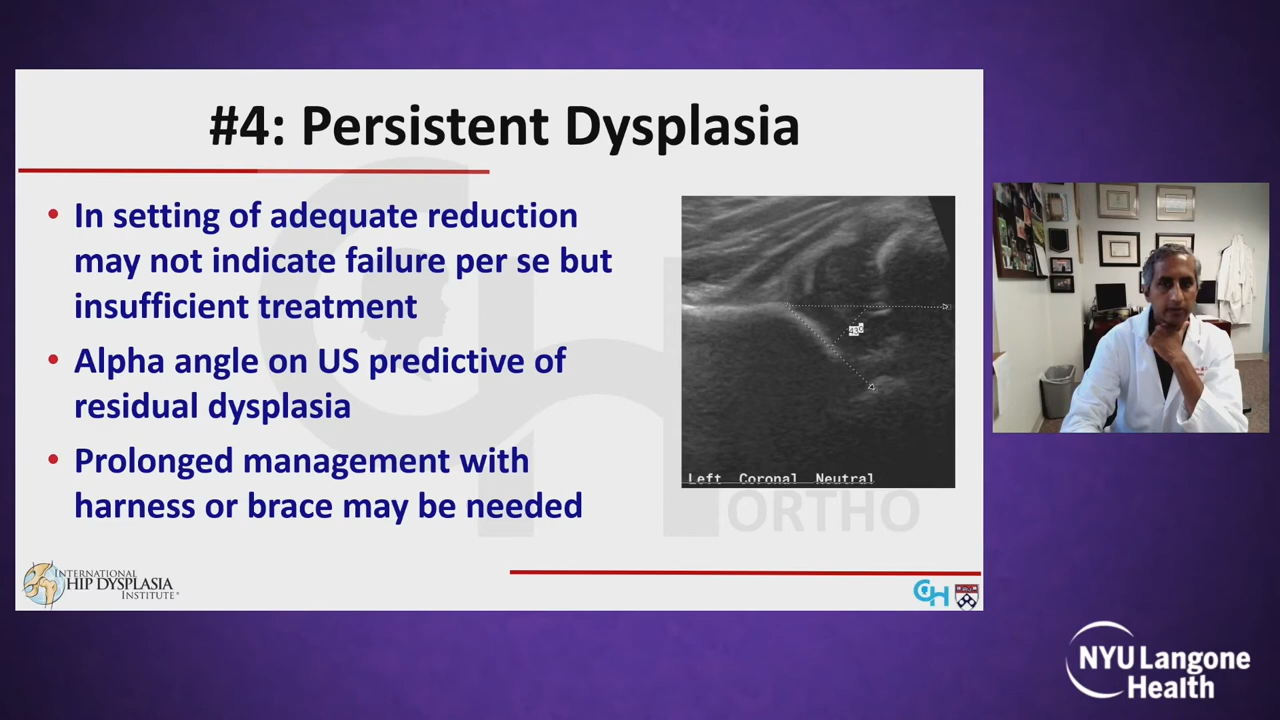 #4: Persistent Dysplasia
• In setting of adequate reduction
may not indicate failure per se but
insufficient treatment
• Alpha angle on US predictive of
residual dysplasia
• Prolonged management with
harness or brace may be needed
43°
Left Coronal Neutral
ORTHO
INTERNATIONAL
HIP DYSPLASIA
INSTITUTE®
CH
NYU Langone
Health